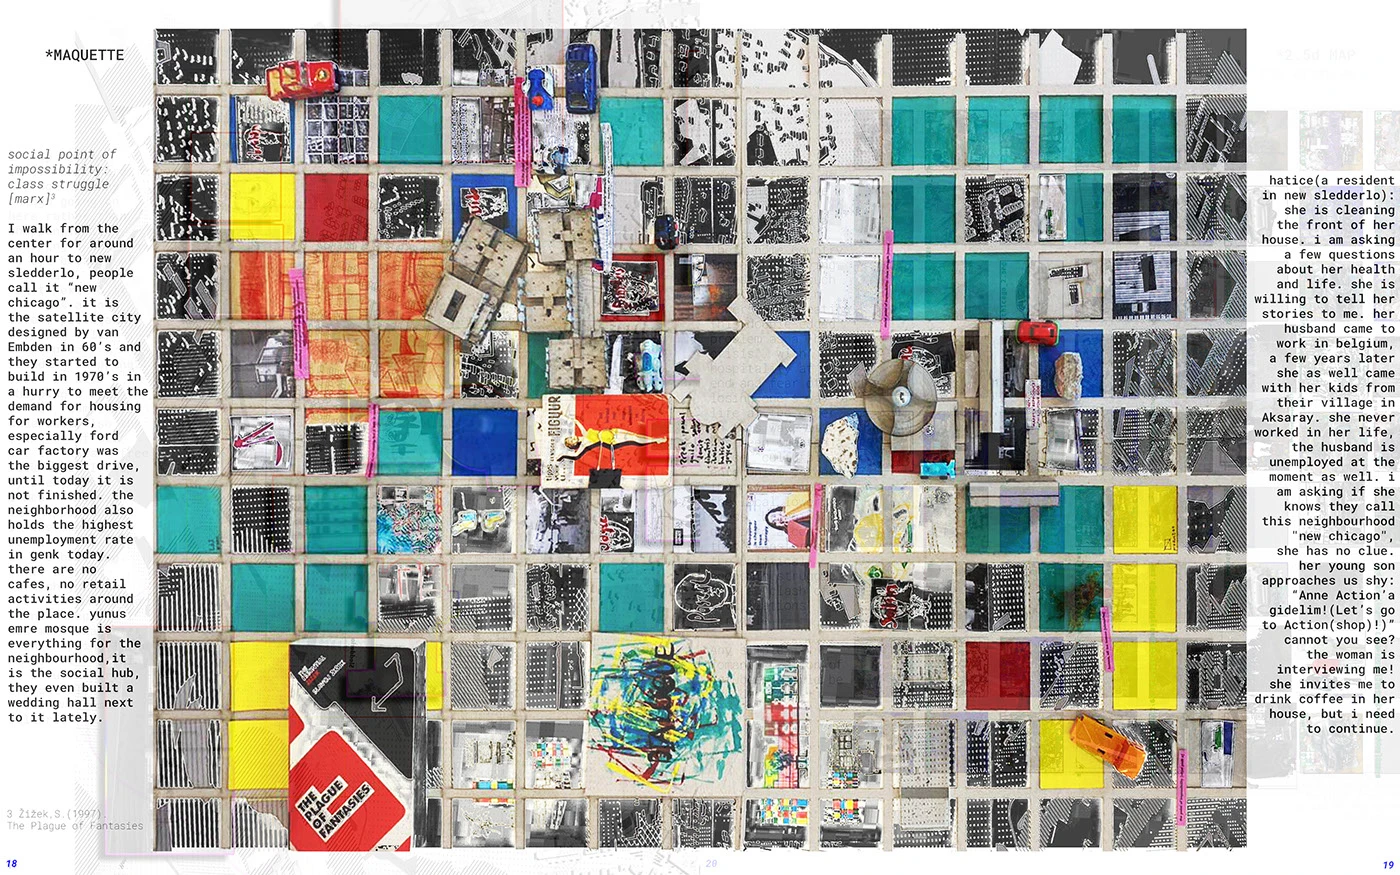 *MAQUETTE
social point of
impossibility:
class struggle
[marx]³
I walk from the
center for around
an hour to new
sledderlo, people
call it “new
chicago”. it is
the satellite city
designed by van
Embden in 60’s and
they started to
build in 1970’s in
a hurry to meet the
demand for housing
for workers,
especially ford
car factory was
the biggest drive,
until today it is
not finished. the
neighborhood also
holds the highest
unemployment rate
in genk today.
there are no
cafes, no retail
activities around
the place. yunus
emre mosque is
everything for the
neighbourhood,it
is the social hub,
they even built a
wedding hall next
to it lately.
3 Žižek,S.(1997).
The Plague of Fantasies
18
FIGOUR
THE
PLAGUE
OF
FANTASIES
20
*2.5d MAP
hatice(a resident
in new sledderlo):
she is cleaning
the front of her
house. i am asking
a few questions
about her health
and life. she is
willing to tell her
stories to me. her
husband came to
work in belgium,
a few years later
she as well came
with her kids from
their village in
Aksaray. she never
worked in her life,
the husband is
unemployed at the
moment as well. i
am asking if she
knows they call
this neighbourhood
"new chicago",
she has no clue.
her young son
approaches us shy:
“Anne Action’a
gidelim!(Let’s go
to Action(shop)!)”
cannot you see?
the woman is
interviewing me!
she invites me to
drink coffee in her
house, but i need
to continue.
19